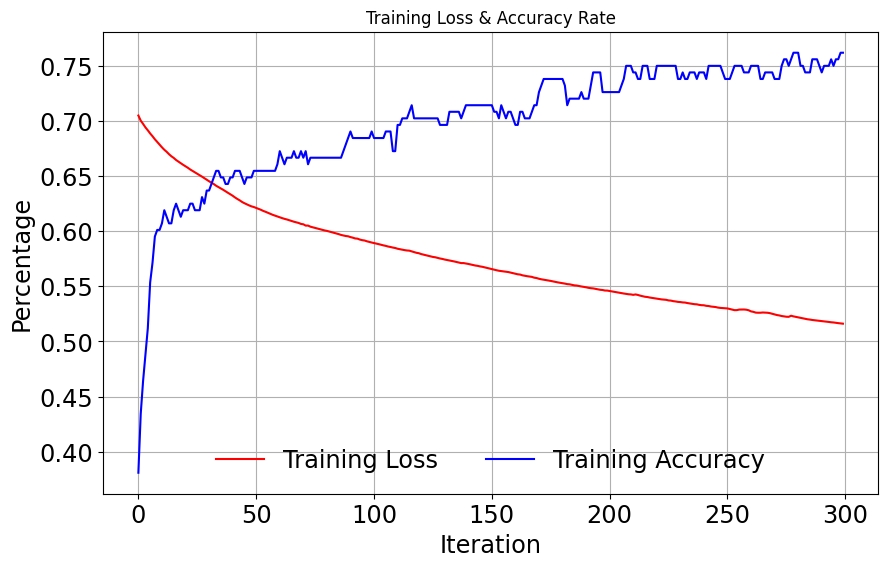 Training Loss & Accuracy Rate
Percentage
0.75
0.70
0.65
0.60
0.55
0.50
0.45
0.40
Training Loss
Training Accuracy
0 50 100 150 200 250 300
Iteration